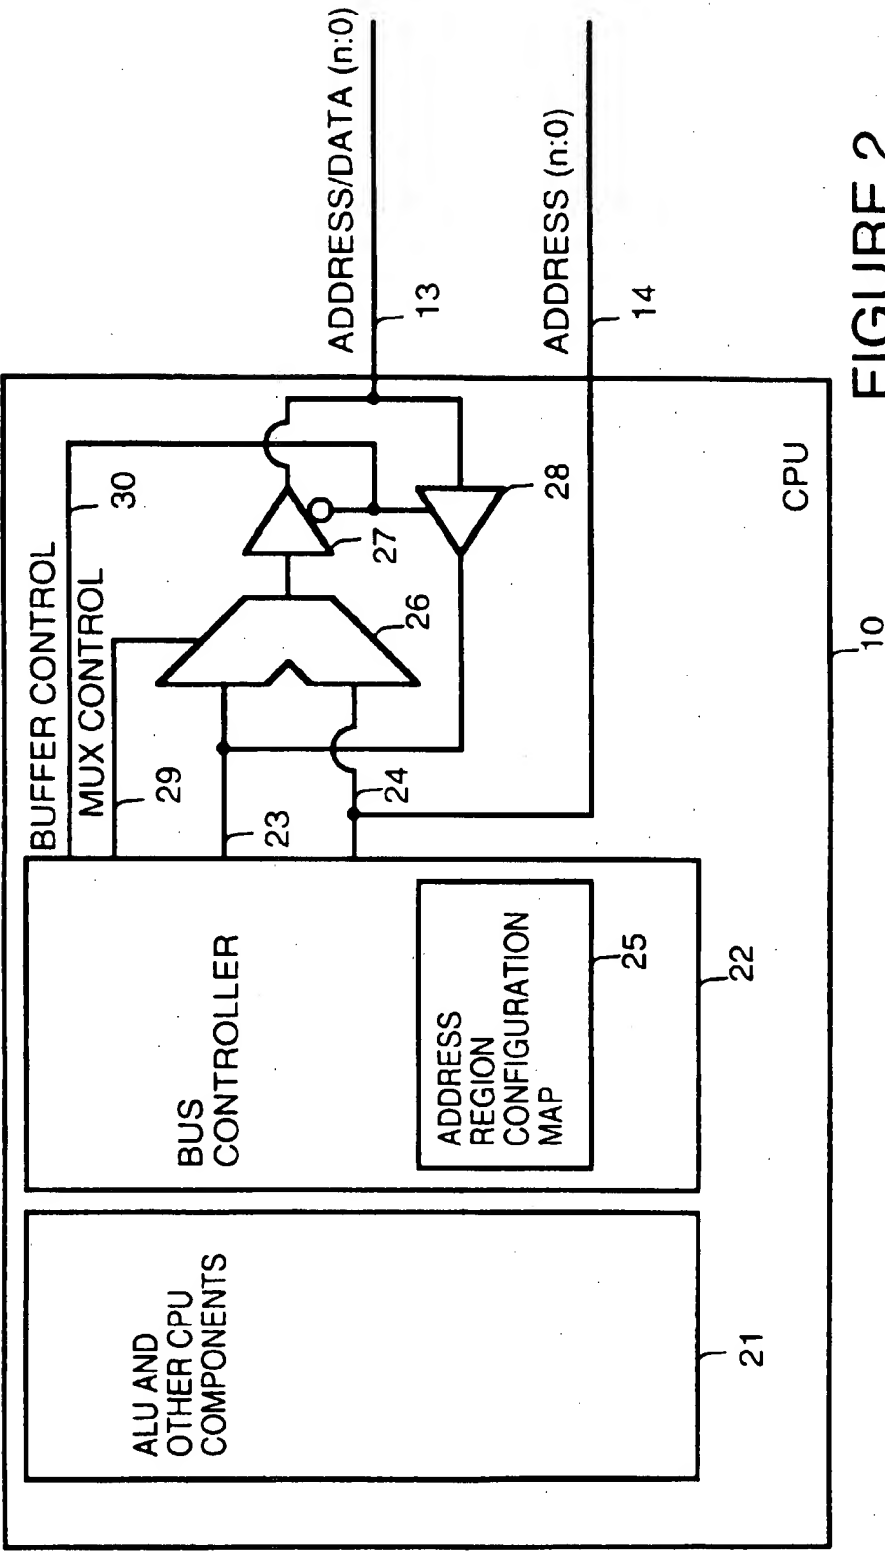 ALU AND
OTHER CPU
COMPONENTS
21
BUS
CONTROLLER
ADDRESS
REGION
CONFIGURATION
MAP
25
22
BUFFER CONTROL
30
MUX CONTROL
29
23
24
26
27
28
CPU
10
ADDRESS/DATA (n:0)
13
ADDRESS (n:0)
14
FIGURE 2